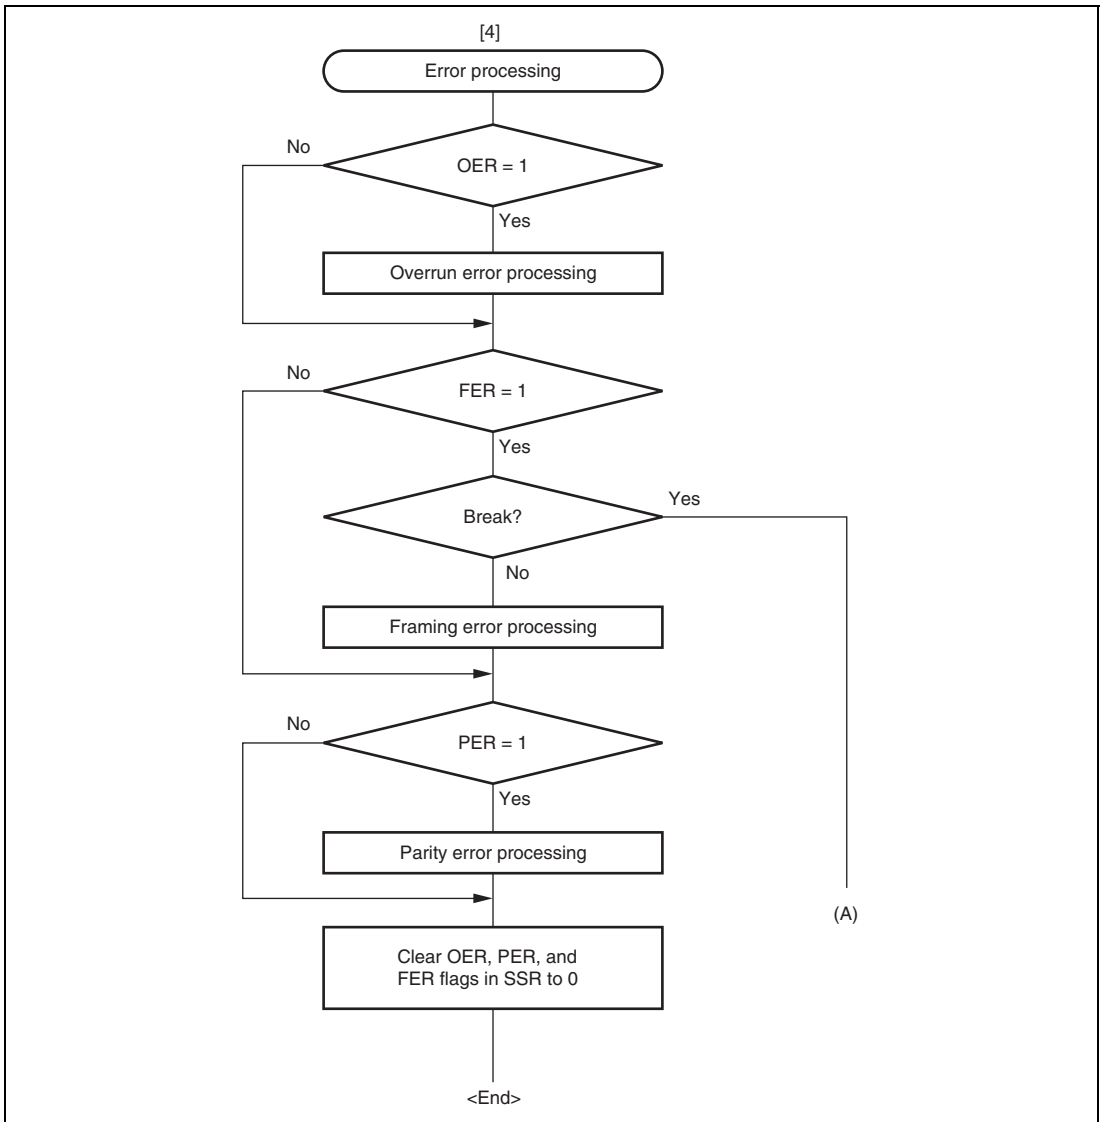 [4]
Error processing
No
OER = 1
Yes
Overrun error processing
No
FER = 1
Yes
Break?
Yes
No
Framing error processing
No
PER = 1
Yes
Parity error processing
(A)
Clear OER, PER, and
FER flags in SSR to 0
<End>